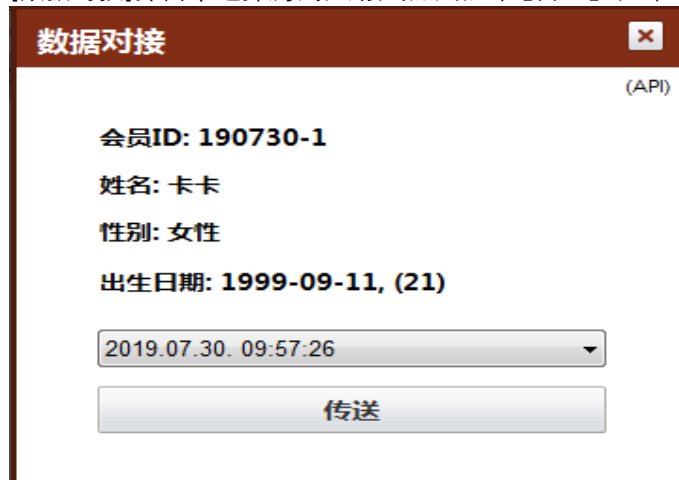 数据对接
(API)
会员ID: 190730-1
姓名: 卡卡
性别: 女性
出生日期: 1999-09-11, (21)
2019.07.30. 09:57:26
传送